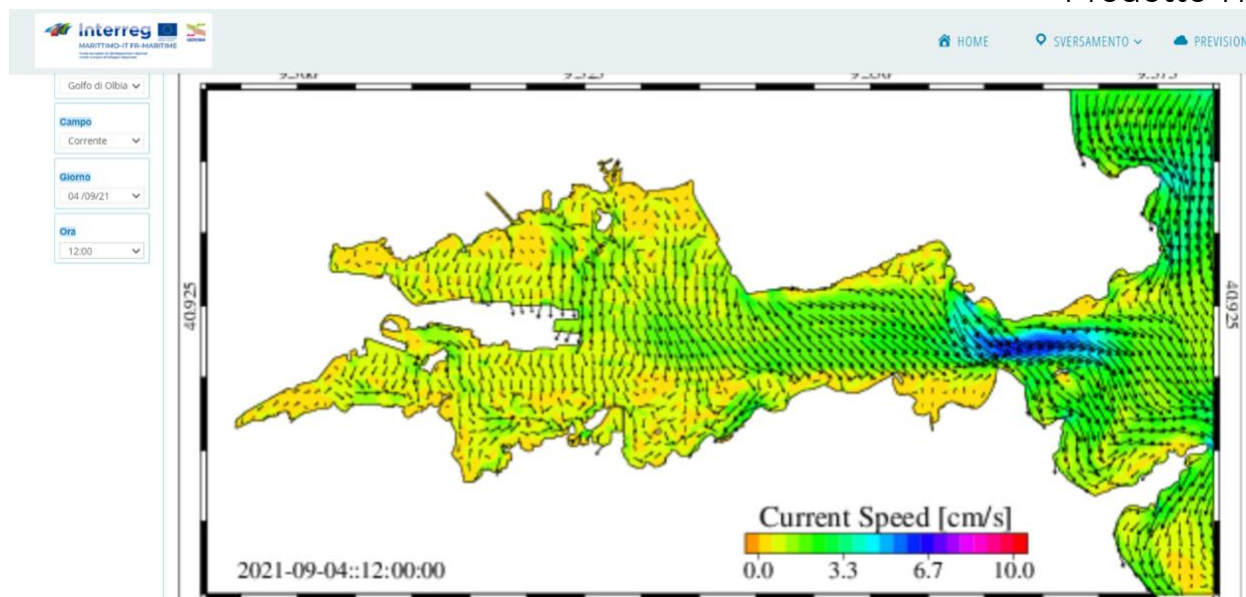 Interreg
MARITTIMO-IT FR-MARITIME
HOME
SVERSAMENTO
PREVISION
Golfo di Olbia
Campo
Corrente
Giorno
04 /09/21
Ora
12:00
40.925
40.925
Current Speed [cm/s]
0.0 3.3 6.7 10.0
2021-09-04::12:00:00